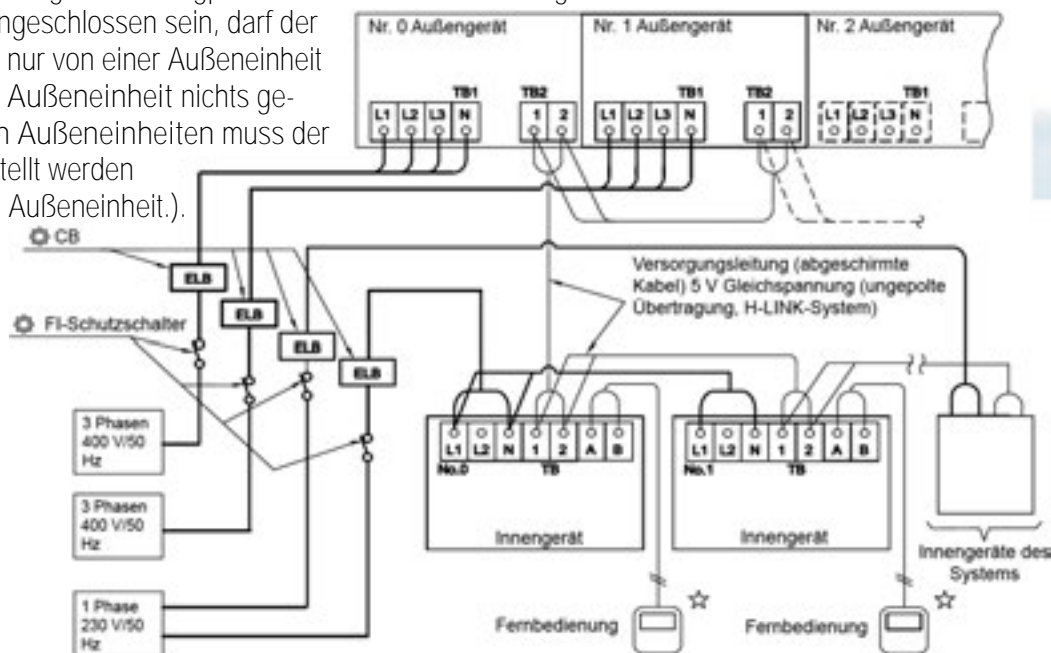 ngeschlossen sein, darf der
nur von einer Außeneinheit
Außeneinheit nichts ge-
n Außeneinheiten muss der
tellt werden
Außeneinheit.).
Nr. 0 Außengerät
Nr. 1 Außengerät
Nr. 2 Außengerät
TB1
TB2
TB1
TB2
TB1
L1 L2 L3 N
1 2
L1 L2 L3 N
1 2
L1 L2 L3 N
CB
ELB
ELB
ELB
ELB
FI-Schutzschalter
Versorgungsleitung (abgeschirmte
Kabel) 5 V Gleichspannung (ungepolte
Übertragung, H-LINK-System)
3 Phasen
400 V/50
Hz
3 Phasen
400 V/50
Hz
1 Phase
230 V/50
Hz
L1 L2 N 1 2 A B
No.0
TB
Innengerät
L1 L2 N 1 2 A B
No.1
TB
Innengerät
Innengeräte des
Systems
Fernbedienung
Fernbedienung